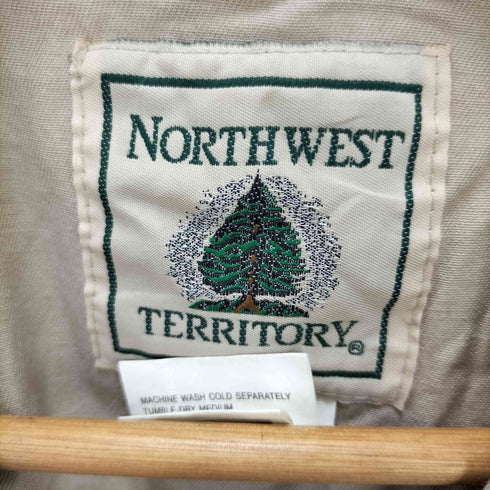 NORTHWEST
TERRITORY®
MACHINE WASH COLD SEPARATELY
TUMBLE DRY MEDIUM